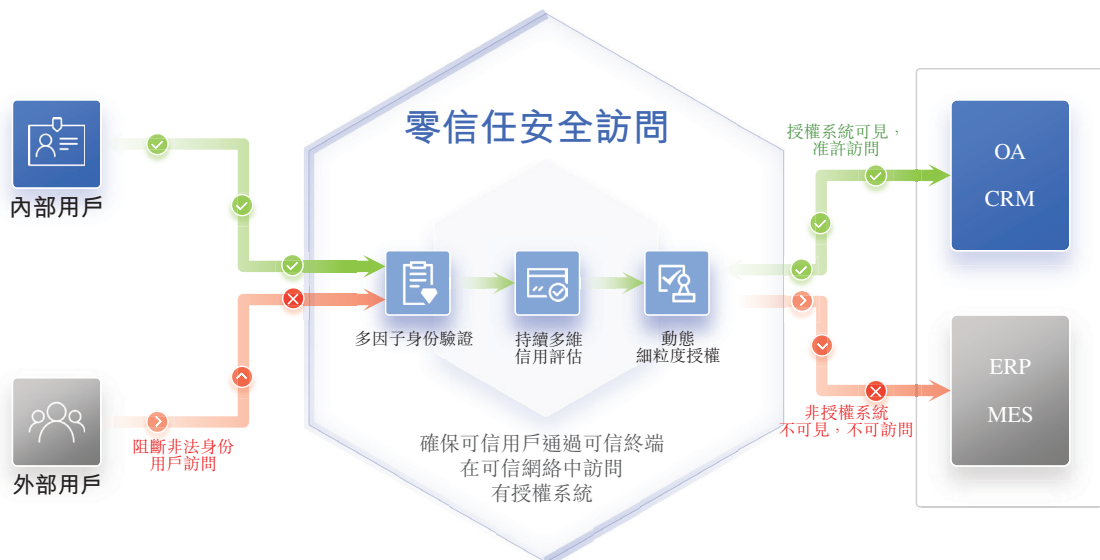 零信任安全訪問
內部用戶
外部用戶
阻斷非法身份
用戶訪問
多因子身份驗證
持續多維
信用評估
動態
細粒度授權
確保可信用戶通過可信終端
在可信網絡中訪問
有授權系統
授權系統可見，
准許訪問
非授權系統
不可見，不可訪問
OA
CRM
ERP
MES